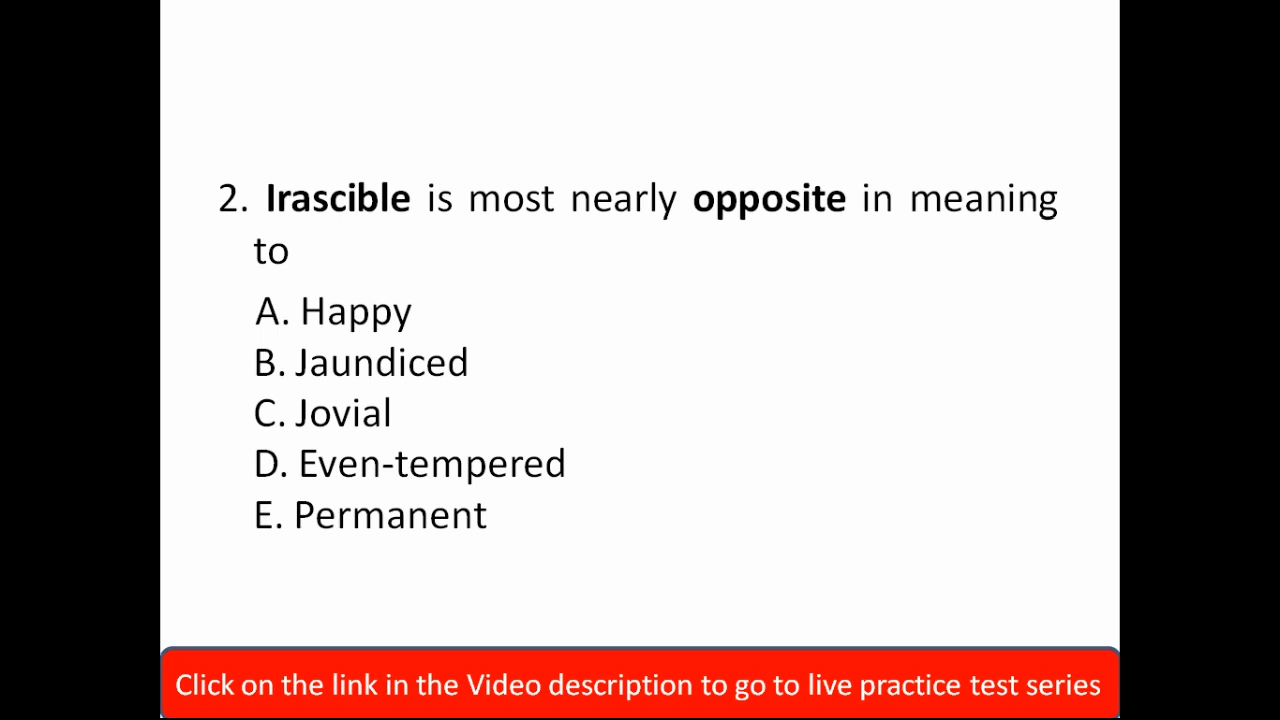 2. Irascible is most nearly opposite in meaning
to
A. Happy
B. Jaundiced
C. Jovial
D. Even-tempered
E. Permanent
Click on the link in the Video description to go to live practice test series